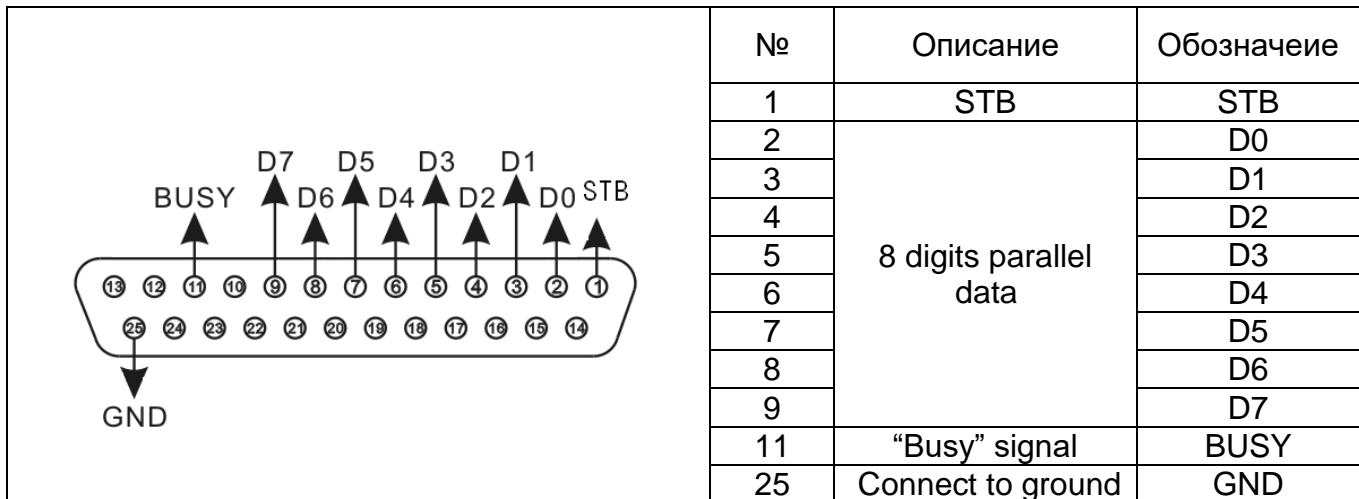 D7 D5 D3 D1
BUSY D6 D4 D2 D0 STB
13 12 11 10 9 8 7 6 5 4 3 2 1
25 24 23 22 21 20 19 18 17 16 15 14
GND
№ Описание Обозначеие
1 STB STB
2 D0
3 D1
4 D2
5 8 digits parallel D3
6 data D4
7 D5
8 D6
9 D7
11 “Busy” signal BUSY
25 Connect to ground GND